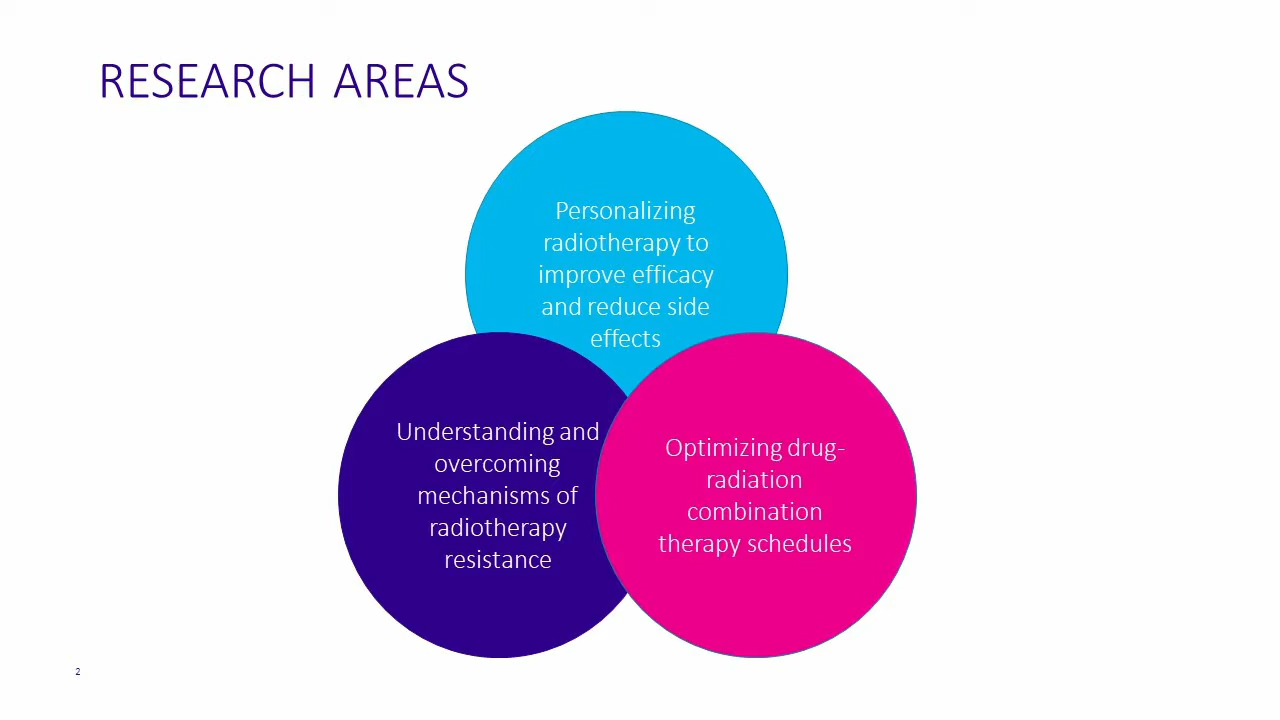 RESEARCH AREAS
Personalizing
radiotherapy to
improve efficacy
and reduce side
effects
Understanding and
overcoming
mechanisms of
radiotherapy
resistance
Optimizing drug-
radiation
combination
therapy schedules
2